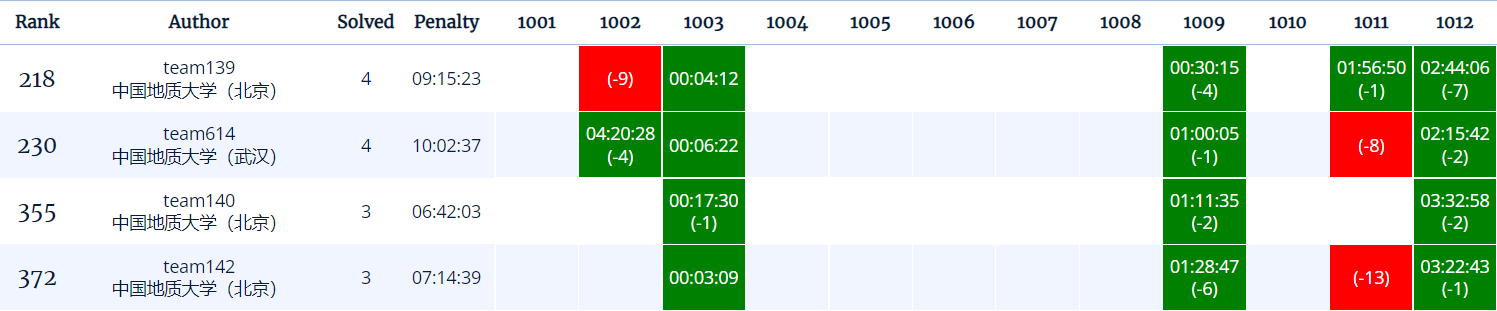 Rank Author Solved Penalty 1001 1002 1003 1004 1005 1006 1007 1008 1009 1010 1011 1012
218 team139 中国地质大学（北京） 4 09:15:23 (-9) 00:04:12 00:30:15 (-4) 01:56:50 (-1) 02:44:06 (-7)
230 team614 中国地质大学（武汉） 4 10:02:37 04:20:28 (-4) 00:06:22 01:00:05 (-1) (-8) 02:15:42 (-2)
355 team140 中国地质大学（北京） 3 06:42:03 00:17:30 (-1) 01:11:35 (-2) 03:32:58 (-2)
372 team142 中国地质大学（北京） 3 07:14:39 00:03:09 01:28:47 (-6) (-13) 03:22:43 (-1)